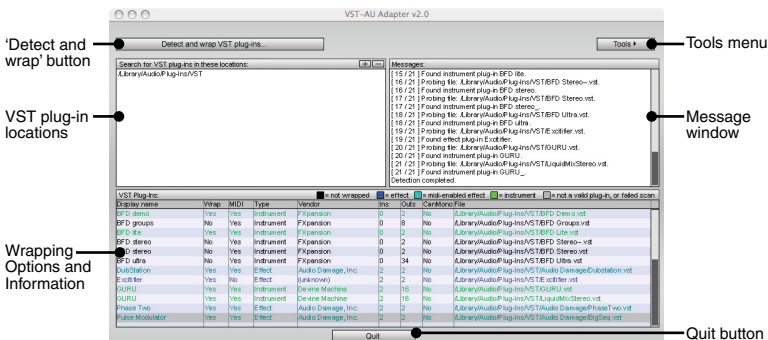 VST-AU Adapter v2.0
'Detect and wrap' button
Detect and wrap VST plug-ins...
Tools
Tools menu
Search for VST plug-ins in these locations:
/Library/Audio/Plug-Ins/VST
VST plug-in locations
Messages:
[ 15 / 21 ] Found instrument plug-in BFD lite.
[ 16 / 21 ] Probing file: /Library/Audio/Plug-Ins/VST/BFD Stereo~.vst.
[ 16 / 21 ] Found instrument plug-in BFD stereo.
[ 17 / 21 ] Probing file: /Library/Audio/Plug-Ins/VST/BFD Stereo.vst.
[ 17 / 21 ] Found instrument plug-in BFD stereo_.
[ 18 / 21 ] Probing file: /Library/Audio/Plug-Ins/VST/BFD Ultra.vst.
[ 18 / 21 ] Found instrument plug-in BFD ultra.
[ 19 / 21 ] Probing file: /Library/Audio/Plug-Ins/VST/Excitifier.vst.
[ 19 / 21 ] Found effect plug-in Excitifier.
[ 20 / 21 ] Probing file: /Library/Audio/Plug-Ins/VST/GURU.vst.
[ 20 / 21 ] Found instrument plug-in GURU.
[ 21 / 21 ] Probing file: /Library/Audio/Plug-Ins/VST/LiquidMixStereo.vst.
[ 21 / 21 ] Found instrument plug-in GURU_.
Detection completed.
Message window
VST Plug-Ins: = not wrapped = effect = midi-enabled effect = instrument = not a valid plug-in, or failed scan
Display name Wrap MIDI Type Vendor Ins Outs CanMono File
BFD demo Yes Yes Instrument FXpansion 0 2 No /Library/Audio/Plug-Ins/VST/BFD Demo.vst
BFD groups No Yes Instrument FXpansion 0 8 No /Library/Audio/Plug-Ins/VST/BFD Groups.vst
BFD lite Yes Yes Instrument FXpansion 0 2 No /Library/Audio/Plug-Ins/VST/BFD Lite.vst
BFD stereo No Yes Instrument FXpansion 0 2 No /Library/Audio/Plug-Ins/VST/BFD Stereo~.vst
BFD stereo No Yes Instrument FXpansion 0 2 No /Library/Audio/Plug-Ins/VST/BFD Stereo.vst
BFD ultra No Yes Instrument FXpansion 0 34 No /Library/Audio/Plug-Ins/VST/BFD Ultra.vst
DubStation Yes Yes Effect Audio Damage, Inc. 2 2 No /Library/Audio/Plug-Ins/VST/Audio Damage/Dubstation.vst
Excitifier Yes No Effect (unknown) 2 2 No /Library/Audio/Plug-Ins/VST/Excitifier.vst
GURU Yes Yes Instrument Devine Machine 2 16 No /Library/Audio/Plug-Ins/VST/GURU.vst
GURU Yes Yes Instrument Devine Machine 2 16 No /Library/Audio/Plug-Ins/VST/LiquidMixStereo.vst
Phase Two Yes Yes Effect Audio Damage, Inc. 2 2 No /Library/Audio/Plug-Ins/VST/Audio Damage/PhaseTwo.vst
Pulse Modulator Yes Yes Effect Audio Damage, Inc. 2 2 No /Library/Audio/Plug-Ins/VST/Audio Damage/BigSeq.vst
Wrapping Options and Information
Quit
Quit button